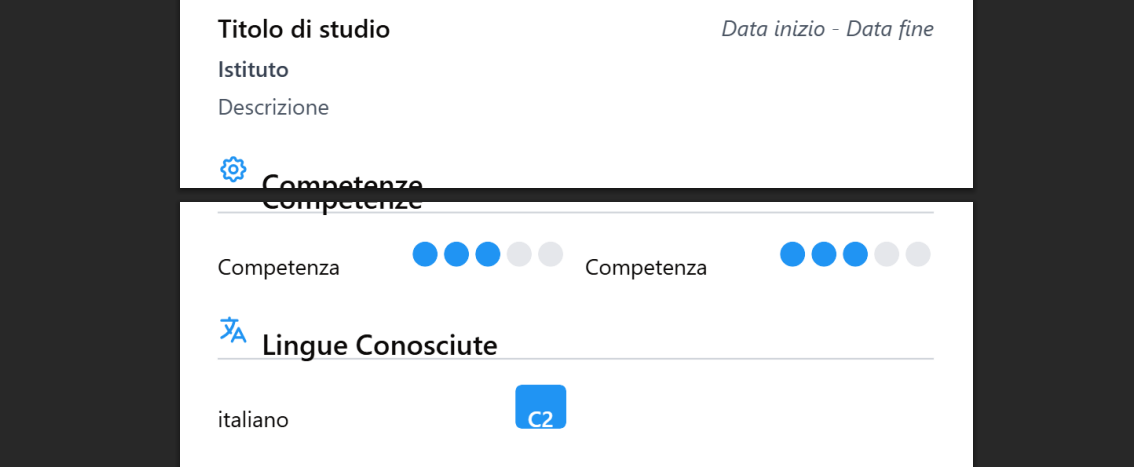 Titolo di studio
Data inizio - Data fine
Istituto
Descrizione
Competenze
Competenze
Competenza
Competenza
Lingue Conosciute
italiano
C2